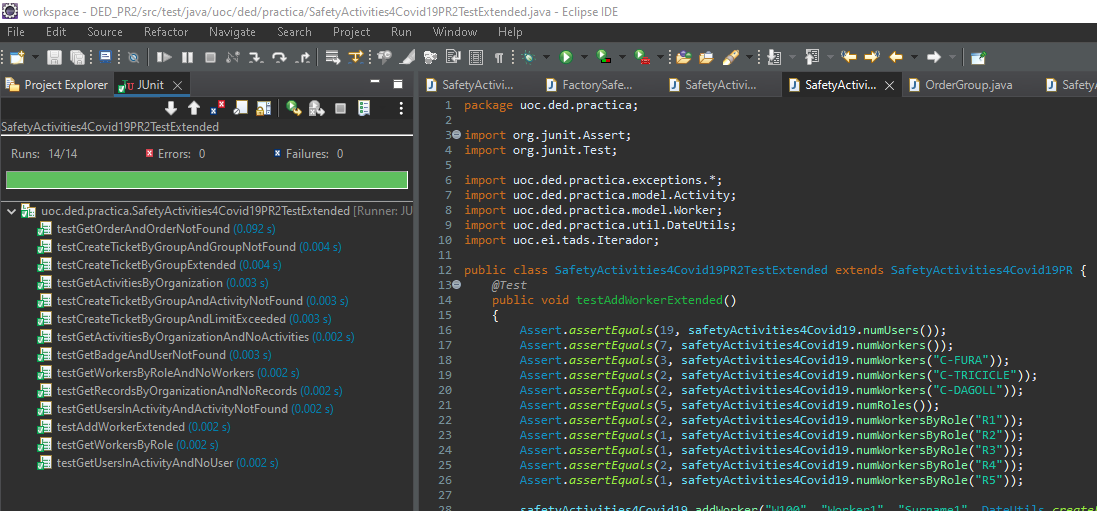 workspace - DED_PR2/src/test/java/uoc/ded/practica/SafetyActivities4Covid19PR2TestExtended.java - Eclipse IDE
File Edit Source Refactor Navigate Search Project Run Window Help
Project Explorer JUnit
SafetyActivities4Covid19PR2TestExtended
Runs: 14/14 Errors: 0 Failures: 0
uoc.ded.practica.SafetyActivities4Covid19PR2TestExtended [Runner: JU
testGetOrderAndOrderNotFound (0.092 s)
testCreateTicketByGroupAndGroupNotFound (0.004 s)
testCreateTicketByGroupExtended (0.004 s)
testGetActivitiesByOrganization (0.003 s)
testCreateTicketByGroupAndActivityNotFound (0.003 s)
testCreateTicketByGroupAndLimitExceeded (0.003 s)
testGetActivitiesByOrganizationAndNoActivities (0.002 s)
testGetBadgeAndUserNotFound (0.003 s)
testGetWorkersByRoleAndNoWorkers (0.002 s)
testGetRecordsByOrganizationAndNoRecords (0.002 s)
testGetUsersInActivityAndActivityNotFound (0.002 s)
testAddWorkerExtended (0.002 s)
testGetWorkersByRole (0.002 s)
testGetUsersInActivityAndNoUser (0.002 s)
SafetyActivi... FactorySafe... SafetyActivi... SafetyActivi... OrderGroup.java SafetyA
1 package uoc.ded.practica;
2
3 import org.junit.Assert;
4 import org.junit.Test;
5
6 import uoc.ded.practica.exceptions.*;
7 import uoc.ded.practica.model.Activity;
8 import uoc.ded.practica.model.Worker;
9 import uoc.ded.practica.util.DateUtils;
10 import uoc.ei.tads.Iterador;
11
12 public class SafetyActivities4Covid19PR2TestExtended extends SafetyActivities4Covid19PR {
13 @Test
14 public void testAddWorkerExtended()
15 {
16 Assert.assertEquals(19, safetyActivities4Covid19.numUsers());
17 Assert.assertEquals(7, safetyActivities4Covid19.numWorkers());
18 Assert.assertEquals(3, safetyActivities4Covid19.numWorkers("C-FURA"));
19 Assert.assertEquals(2, safetyActivities4Covid19.numWorkers("C-TRICICLE"));
20 Assert.assertEquals(2, safetyActivities4Covid19.numWorkers("C-DAGOLL"));
21 Assert.assertEquals(5, safetyActivities4Covid19.numRoles());
22 Assert.assertEquals(2, safetyActivities4Covid19.numWorkersByRole("R1"));
23 Assert.assertEquals(1, safetyActivities4Covid19.numWorkersByRole("R2"));
24 Assert.assertEquals(1, safetyActivities4Covid19.numWorkersByRole("R3"));
25 Assert.assertEquals(2, safetyActivities4Covid19.numWorkersByRole("R4"));
26 Assert.assertEquals(1, safetyActivities4Covid19.numWorkersByRole("R5"));
27
28 safetyActivities4Covid19.addWorker("W100", "Worker1", "Surname1", DateUtils.create